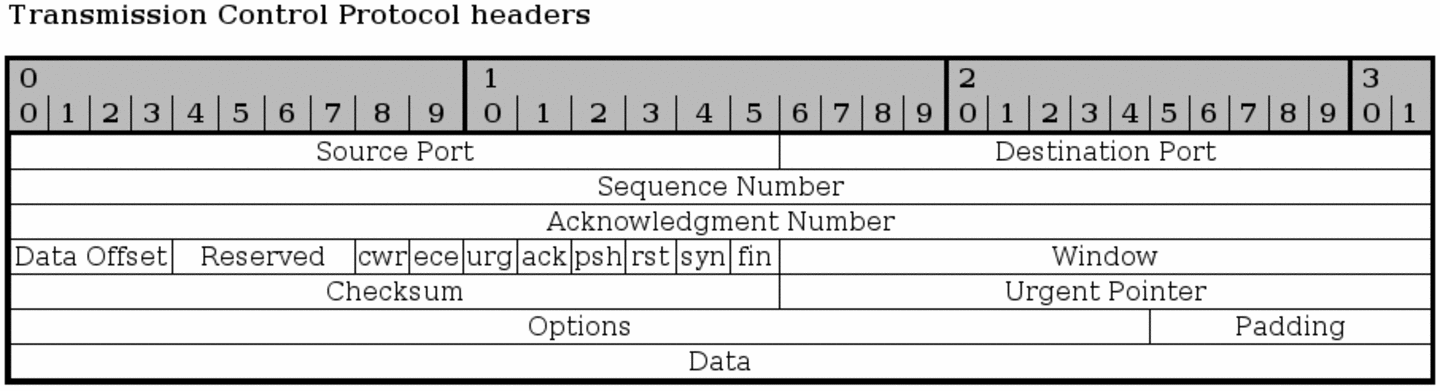 Transmission Control Protocol headers
0 1 2 3
0 1 2 3 4 5 6 7 8 9 0 1 2 3 4 5 6 7 8 9 0 1 2 3 4 5 6 7 8 9 0 1
Source Port Destination Port
Sequence Number
Acknowledgment Number
Data Offset Reserved cwr ece urg ack psh rst syn fin Window
Checksum Urgent Pointer
Options Padding
Data